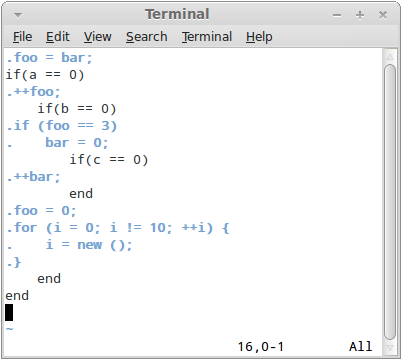 Terminal
File Edit View Search Terminal Help
.foo = bar;
if(a == 0)
.++foo;
    if(b == 0)
.if (foo == 3)
.    bar = 0;
        if(c == 0)
.++bar;
        end
.foo = 0;
.for (i = 0; i != 10; ++i) {
.    i = new ();
.}
    end
end
~
16,0-1 All